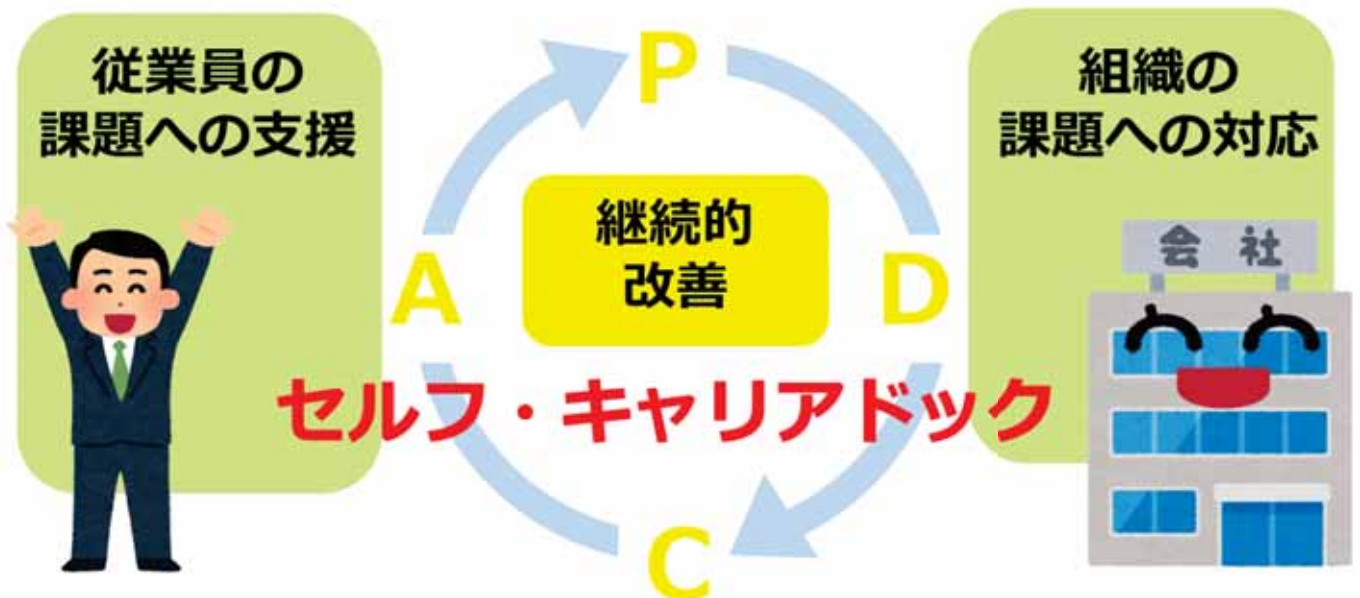 従業員の
課題への支援
P
組織の
課題への対応
継続的
改善
会社
A
D
セルフ・キャリアドック
C